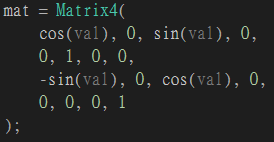 mat = Matrix4(
cos(val), 0, sin(val), 0,
0, 1, 0, 0,
-sin(val), 0, cos(val), 0,
0, 0, 0, 1
);